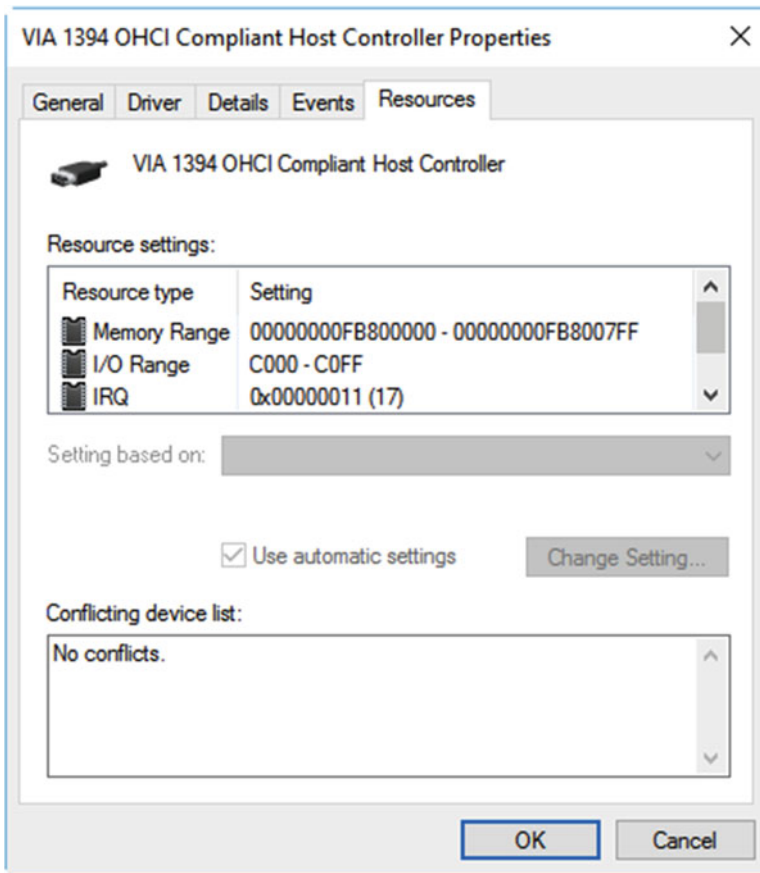 VIA 1394 OHCI Compliant Host Controller Properties
General Driver Details Events Resources
VIA 1394 OHCI Compliant Host Controller
Resource settings:
Resource type Setting
Memory Range 00000000FB800000 - 00000000FB8007FF
I/O Range C000 - C0FF
IRQ 0x00000011 (17)
Setting based on:
Use automatic settings Change Setting...
Conflicting device list:
No conflicts.
OK Cancel